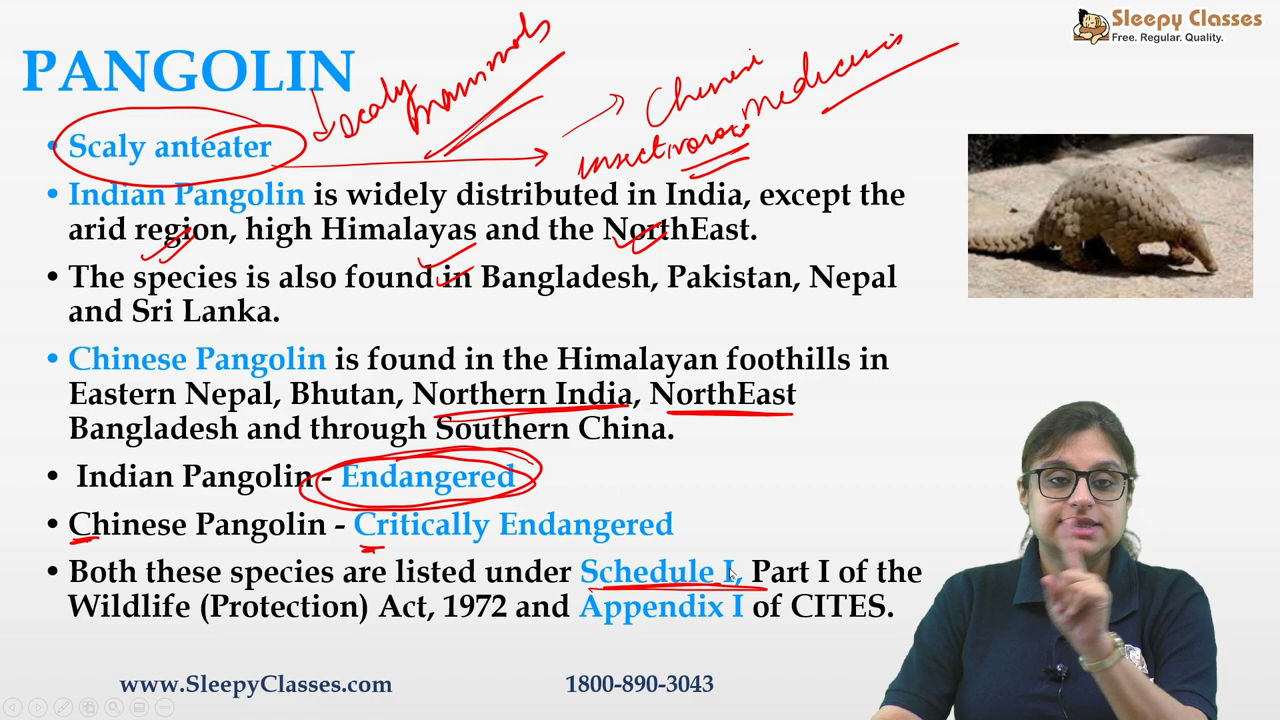 Sleepy Classes
Free. Regular. Quality.
PANGOLIN
scaly
mammals
Chinese
medicines
insectivorous
• Scaly anteater
• Indian Pangolin is widely distributed in India, except the
arid region, high Himalayas and the NorthEast.
• The species is also found in Bangladesh, Pakistan, Nepal
and Sri Lanka.
• Chinese Pangolin is found in the Himalayan foothills in
Eastern Nepal, Bhutan, Northern India, NorthEast
Bangladesh and through Southern China.
• Indian Pangolin - Endangered
• Chinese Pangolin - Critically Endangered
• Both these species are listed under Schedule I, Part I of the
Wildlife (Protection) Act, 1972 and Appendix I of CITES.
www.SleepyClasses.com 1800-890-3043